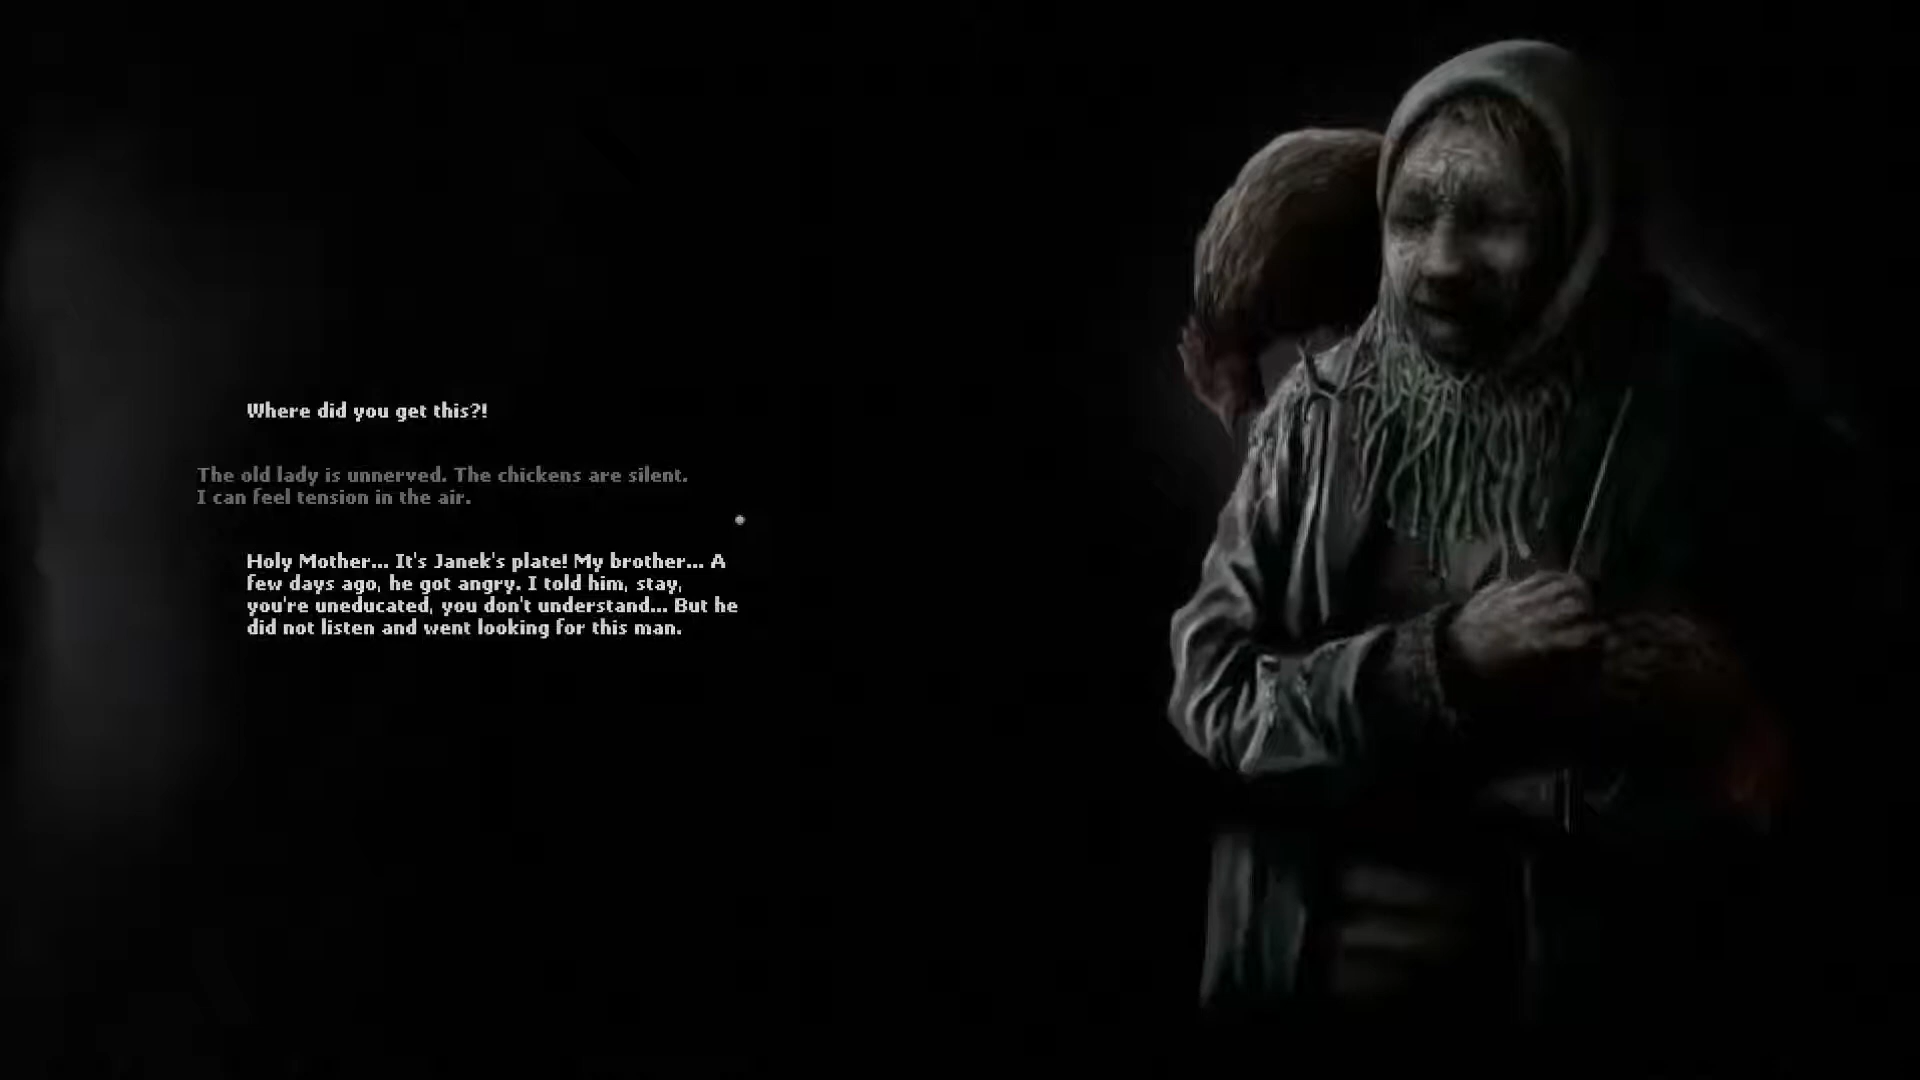 Where did you get this?!
The old lady is unnerved. The chickens are silent.
I can feel tension in the air.
Holy Mother... It's Janek's plate! My brother... A
few days ago, he got angry. I told him, stay,
you're uneducated, you don't understand... But he
did not listen and went looking for this man.